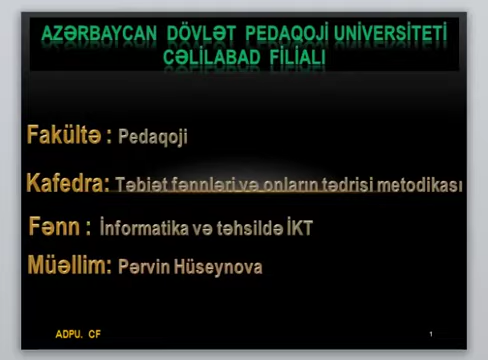 AZƏRBAYCAN DÖVLƏT PEDAQOJİ UNİVERSİTETİ
CƏLİLABAD FİLİALI
Fakültə : Pedaqoji
Kafedra: Təbiət fənnləri və onların tədrisi metodikası
Fənn : İnformatika və təhsildə İKT
Müəllim: Pərvin Hüseynova
ADPU. CF
1